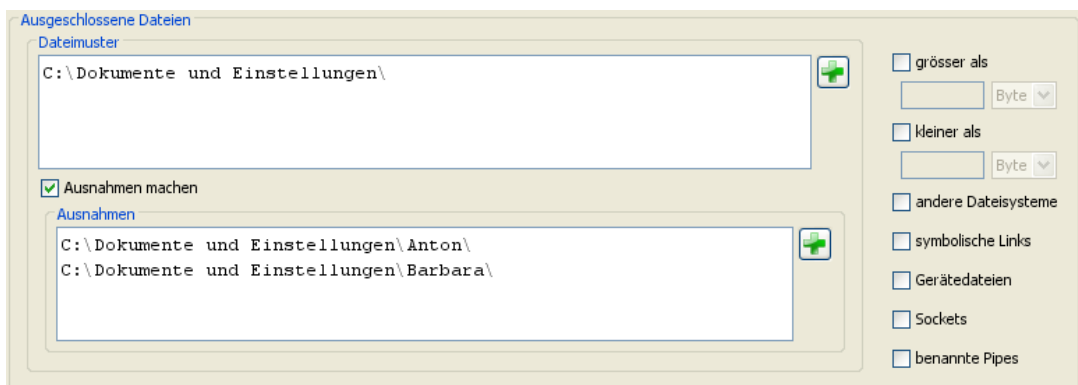 Ausgeschlossene Dateien
Dateimuster
C:\Dokumente und Einstellungen\
Ausnahmen machen
Ausnahmen
C:\Dokumente und Einstellungen\Anton\
C:\Dokumente und Einstellungen\Barbara\
grösser als
Byte
kleiner als
Byte
andere Dateisysteme
symbolische Links
Gerätedateien
Sockets
benannte Pipes